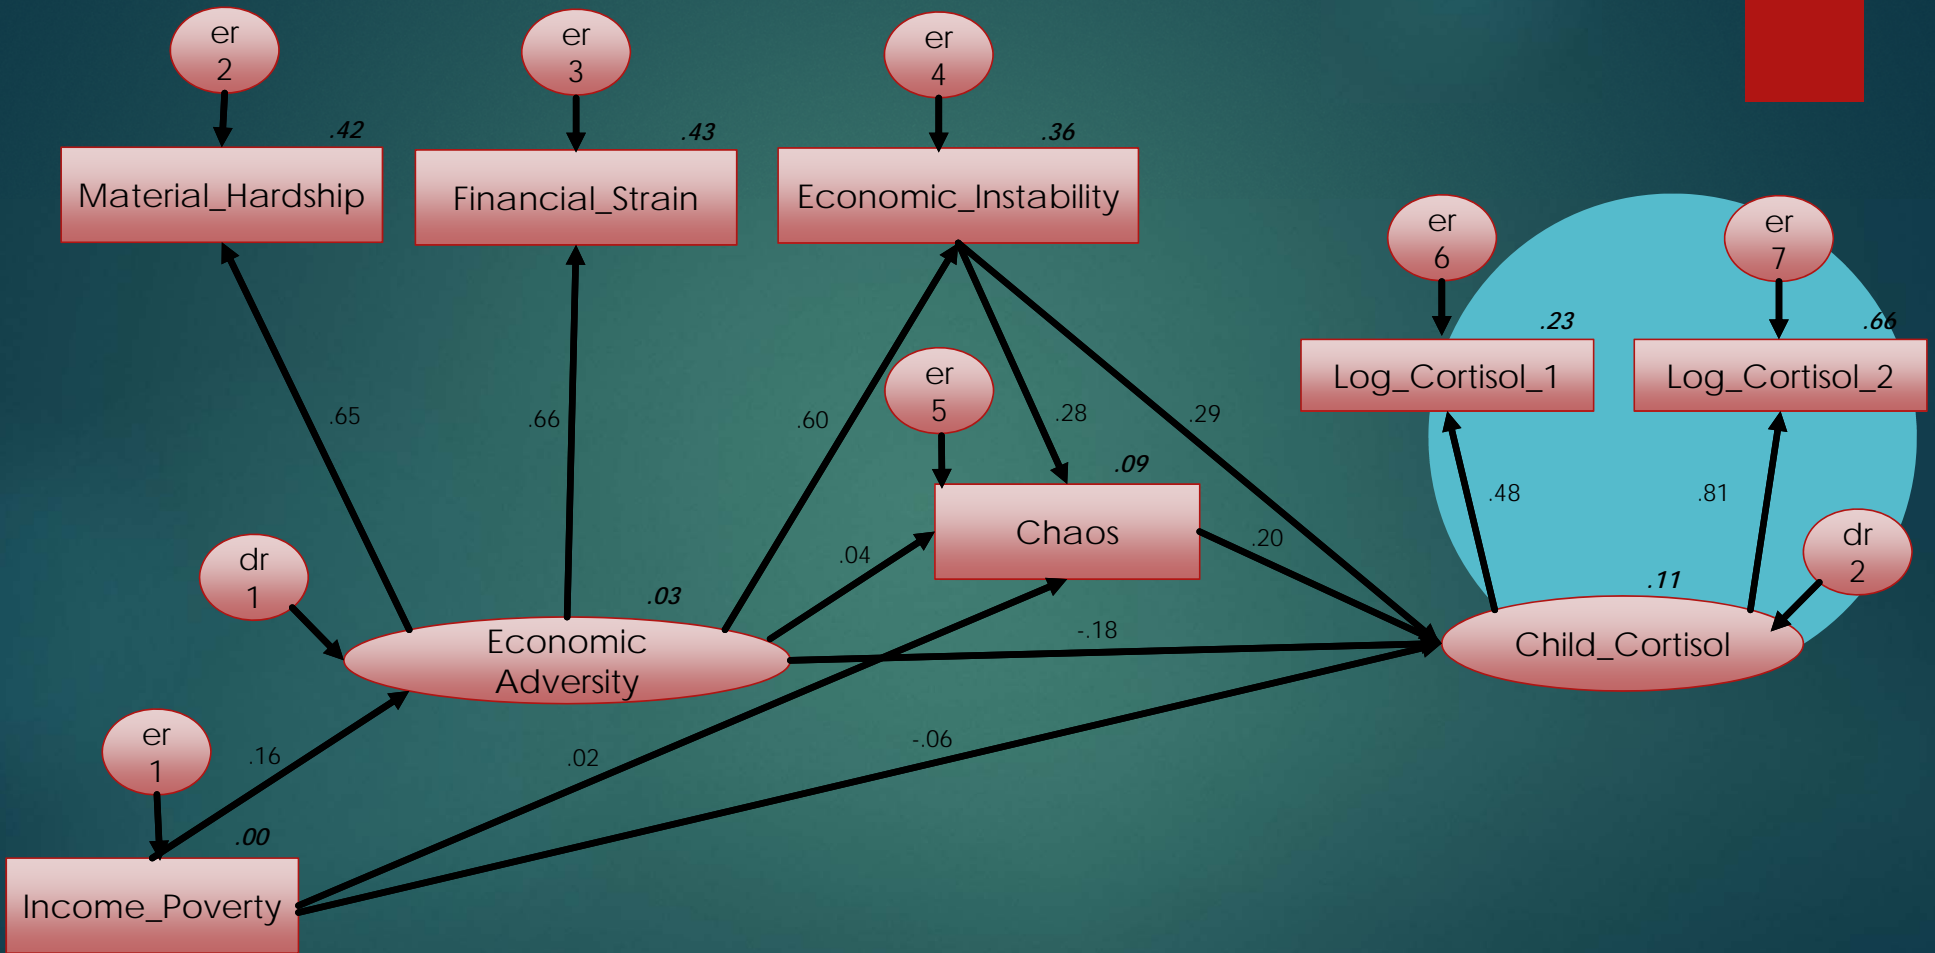 er
2
er
3
er
4
.42
.43
.36
Material_Hardship
Financial_Strain
Economic_Instability
er
6
er
7
.23
.66
Log_Cortisol_1
Log_Cortisol_2
er
5
.65
.66
.60
.28
.29
.09
.48
.81
Chaos
.20
.04
dr
1
dr
2
.03
.11
Economic
Adversity
-.18
Child_Cortisol
er
1
.16
.02
-.06
.00
Income_Poverty